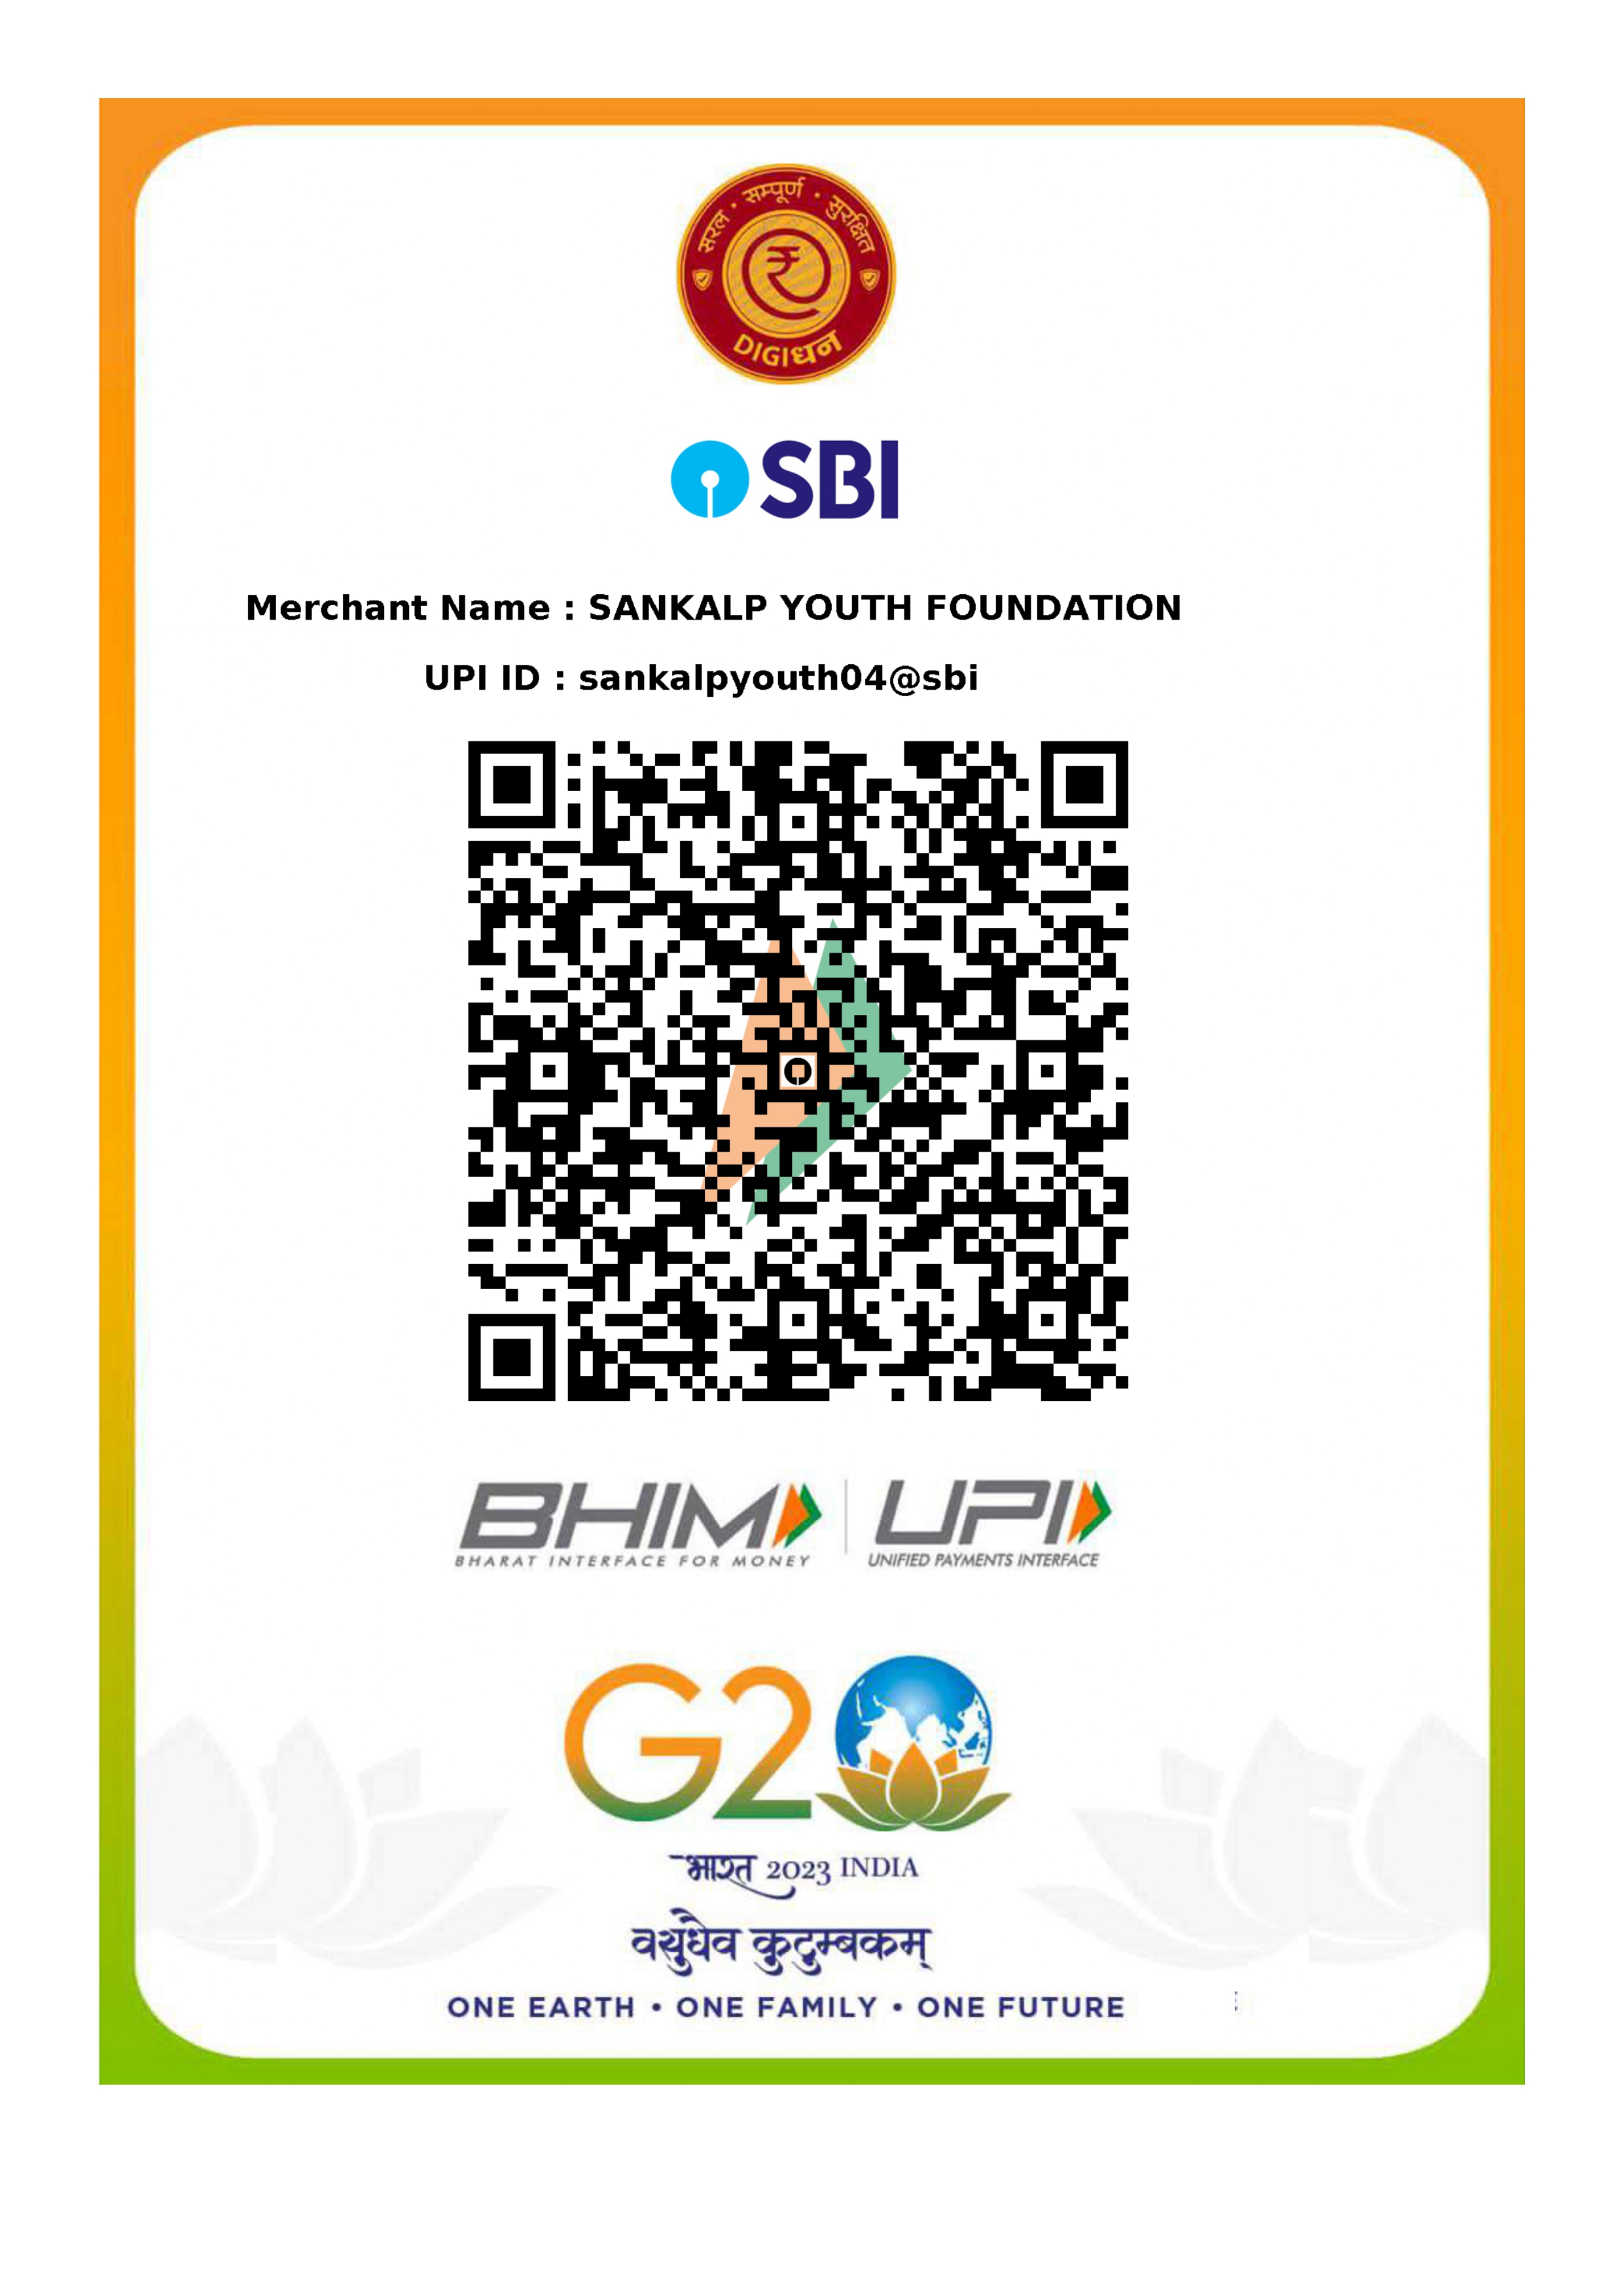 सरल • सम्पूर्ण • सुरक्षित
₹
DIGIधन
SBI
Merchant Name : SANKALP YOUTH FOUNDATION
UPI ID : sankalpyouth04@sbi
BHIM
BHARAT INTERFACE FOR MONEY
UPI
UNIFIED PAYMENTS INTERFACE
G20
भारत 2023 INDIA
वसुधैव कुटुम्बकम्
ONE EARTH • ONE FAMILY • ONE FUTURE